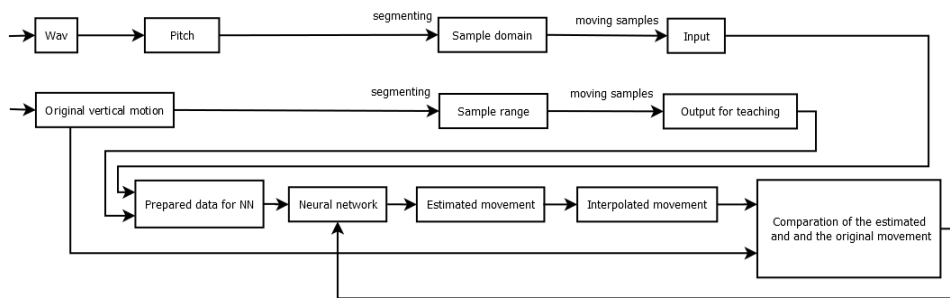 segmenting
moving samples
Wav
Pitch
Sample domain
Input
segmenting
moving samples
Original vertical motion
Sample range
Output for teaching
Prepared data for NN
Neural network
Estimated movement
Interpolated movement
Comparation of the estimated
and and the original movement